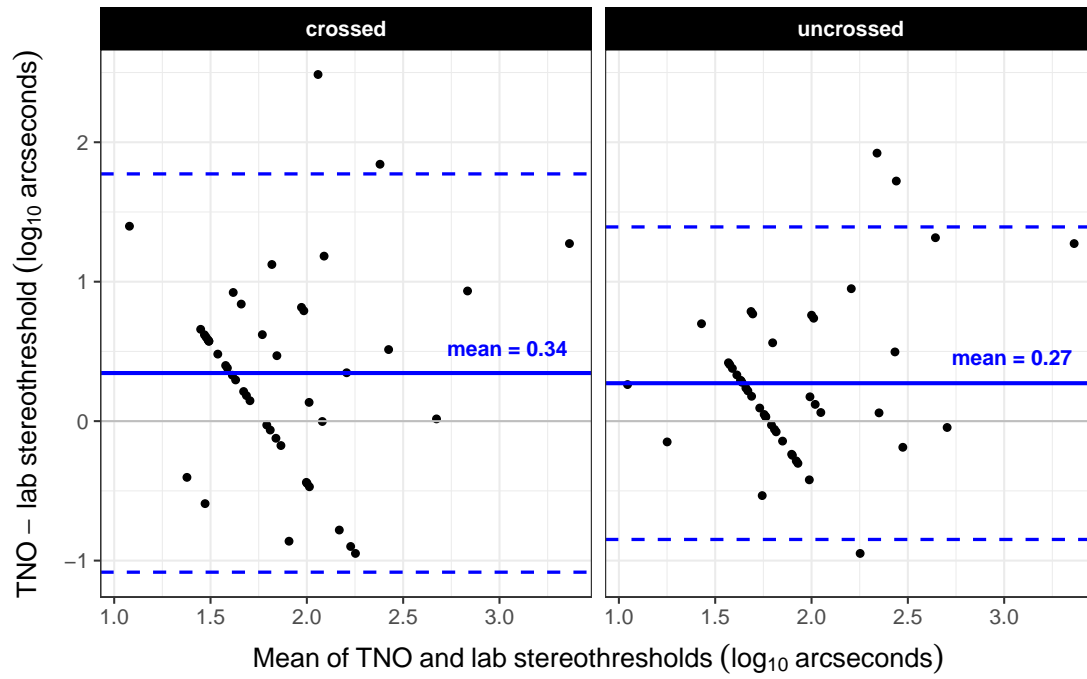 crossed
uncrossed
TNO − lab stereothreshold (log₁₀ arcseconds)
2
1
0
−1
mean = 0.34
mean = 0.27
1.0 1.5 2.0 2.5 3.0
1.0 1.5 2.0 2.5 3.0
Mean of TNO and lab stereothresholds (log₁₀ arcseconds)